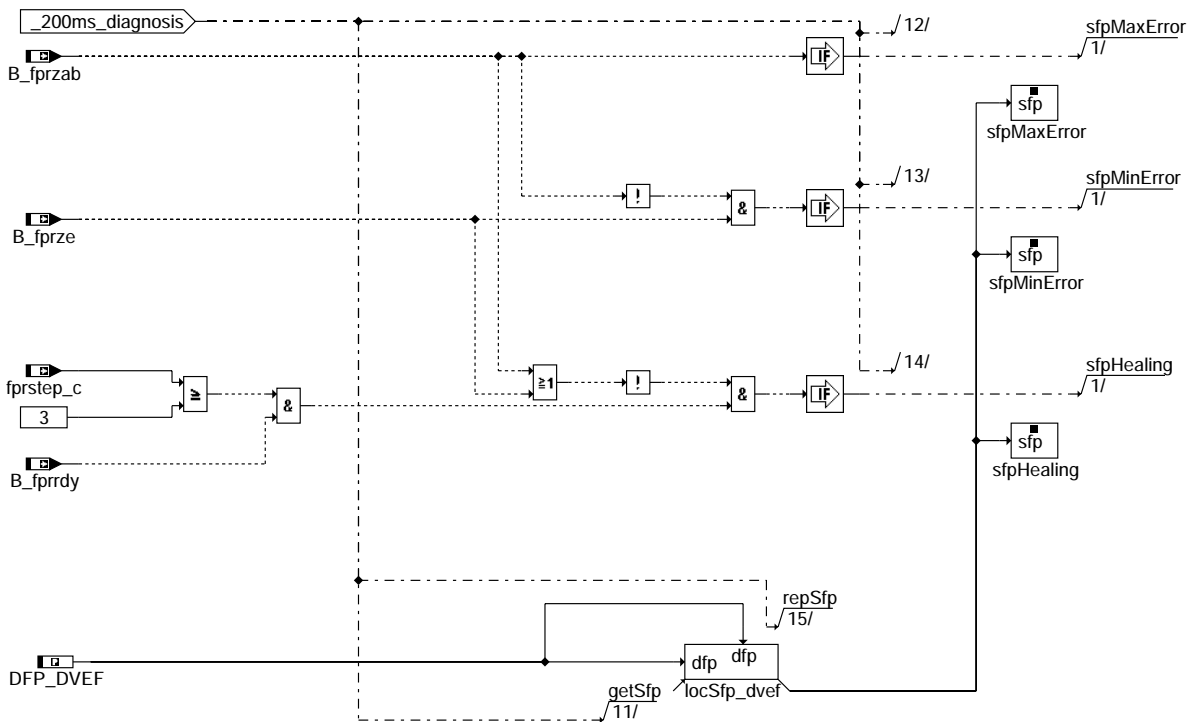 _200ms_diagnosis
12/
sfpMaxError
1/
B_fprzab
IF
sfp
sfpMaxError
13/
sfpMinError
1/
!
&
IF
B_fprze
sfp
sfpMinError
14/
sfpHealing
1/
fprstep_c
≥
≥1
!
&
IF
3
&
sfp
sfpHealing
B_fprrdy
repSfp
15/
dfp
dfp
DFP_DVEF
getSfp
11/
locSfp_dvef